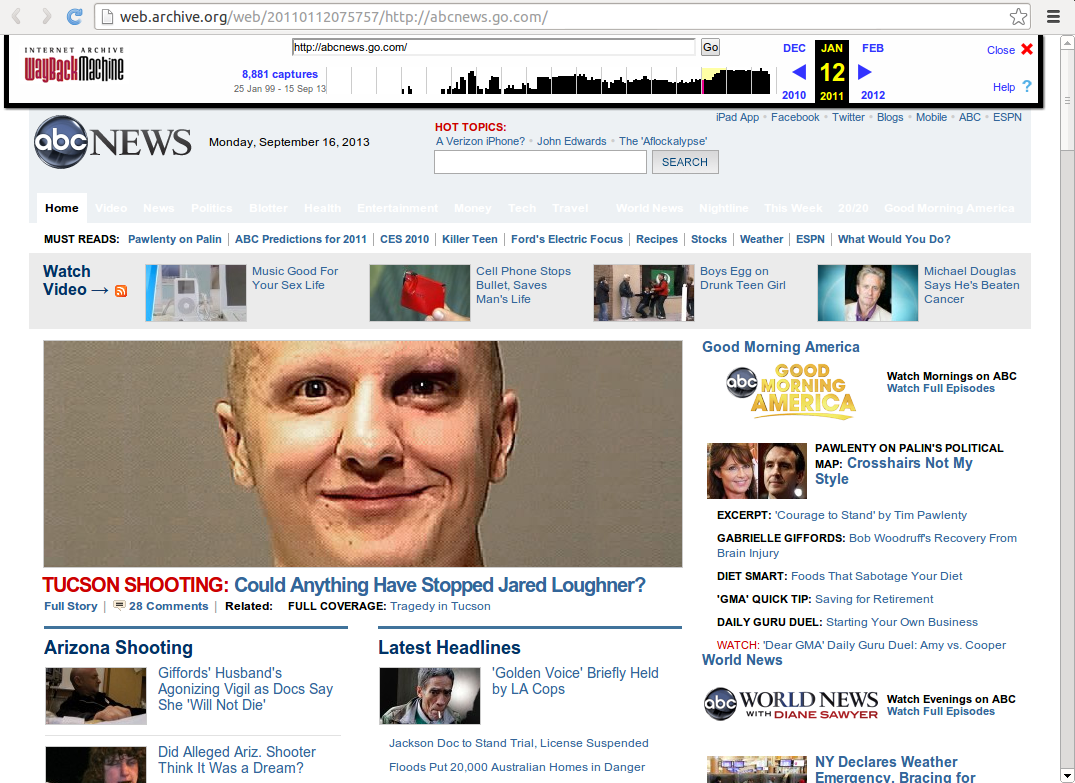 web.archive.org/web/20110112075757/http://abcnews.go.com/
INTERNET ARCHIVE
WayBackMachine
http://abcnews.go.com/
Go
8,881 captures
25 Jan 99 - 15 Sep 13
DEC JAN FEB
12
2010 2011 2012
Close
Help ?
iPad App Facebook Twitter Blogs Mobile ABC ESPN
abc NEWS
Monday, September 16, 2013
HOT TOPICS:
A Verizon iPhone? John Edwards The 'Aflockalypse'
SEARCH
Home Video News Politics Blotter Health Entertainment Money Tech Travel World News Nightline This Week 20/20 Good Morning America
MUST READS: Pawlenty on Palin | ABC Predictions for 2011 | CES 2010 | Killer Teen | Ford's Electric Focus | Recipes | Stocks | Weather | ESPN | What Would You Do?
Watch
Video →
Music Good For
Your Sex Life
Cell Phone Stops
Bullet, Saves
Man's Life
Boys Egg on
Drunk Teen Girl
Michael Douglas
Says He's Beaten
Cancer
TUCSON SHOOTING: Could Anything Have Stopped Jared Loughner?
Full Story | 28 Comments | Related: FULL COVERAGE: Tragedy in Tucson
Arizona Shooting
Giffords' Husband's
Agonizing Vigil as Docs Say
She 'Will Not Die'
Did Alleged Ariz. Shooter
Think It Was a Dream?
Latest Headlines
'Golden Voice' Briefly Held
by LA Cops
Jackson Doc to Stand Trial, License Suspended
Floods Put 20,000 Australian Homes in Danger
Good Morning America
abc GOOD
MORNING
AMERICA
Watch Mornings on ABC
Watch Full Episodes
PAWLENTY ON PALIN'S POLITICAL
MAP: Crosshairs Not My
Style
EXCERPT: 'Courage to Stand' by Tim Pawlenty
GABRIELLE GIFFORDS: Bob Woodruff's Recovery From
Brain Injury
DIET SMART: Foods That Sabotage Your Diet
'GMA' QUICK TIP: Saving for Retirement
DAILY GURU DUEL: Starting Your Own Business
WATCH: 'Dear GMA' Daily Guru Duel: Amy vs. Cooper
World News
abc WORLD NEWS
WITH DIANE SAWYER
Watch Evenings on ABC
Watch Full Episodes
NY Declares Weather
Emergency, Bracing for